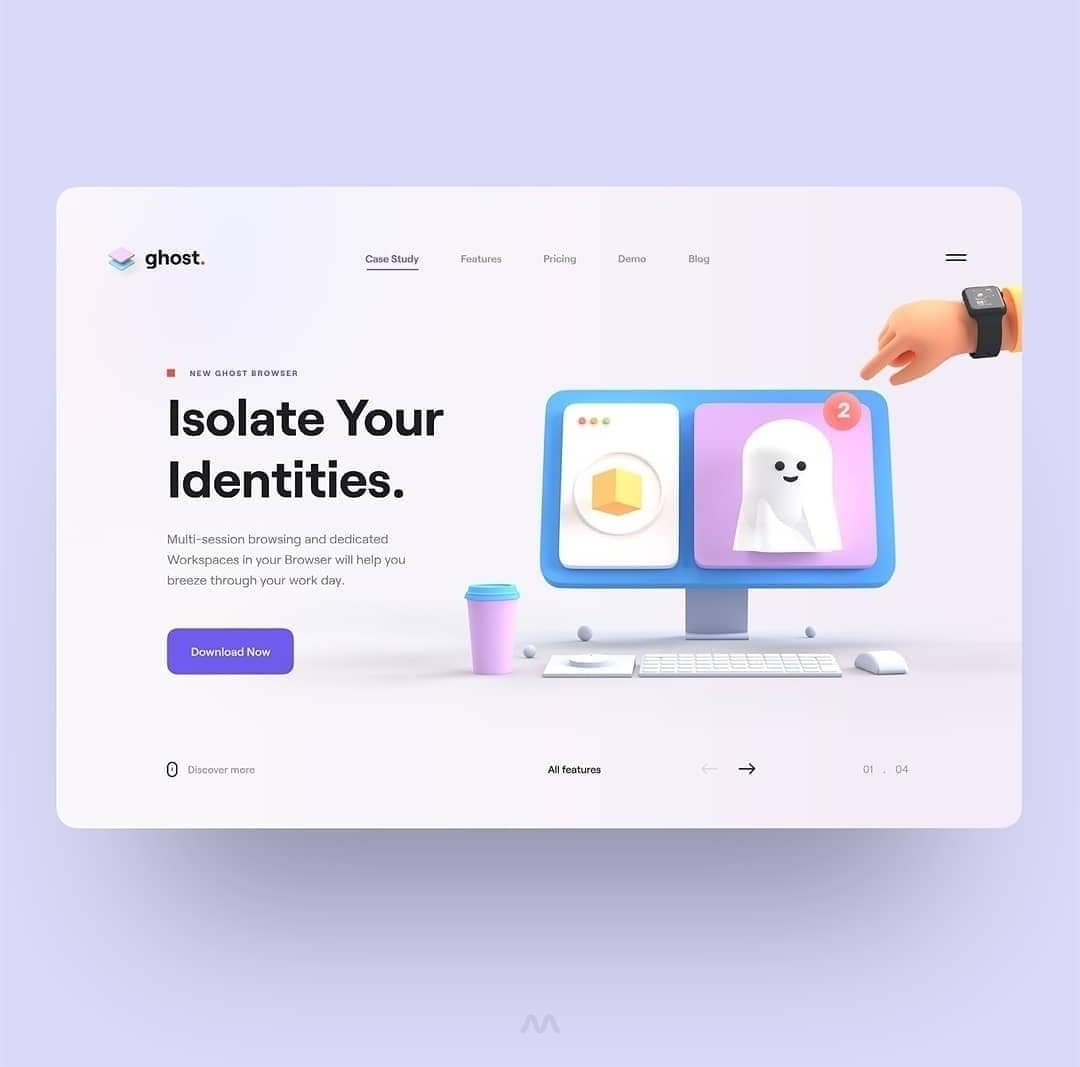 ghost.
Case Study
Features
Pricing
Demo
Blog
NEW GHOST BROWSER
Isolate Your
Identities.
Multi-session browsing and dedicated
Workspaces in your Browser will help you
breeze through your work day.
Download Now
2
Discover more
All features
01 . 04